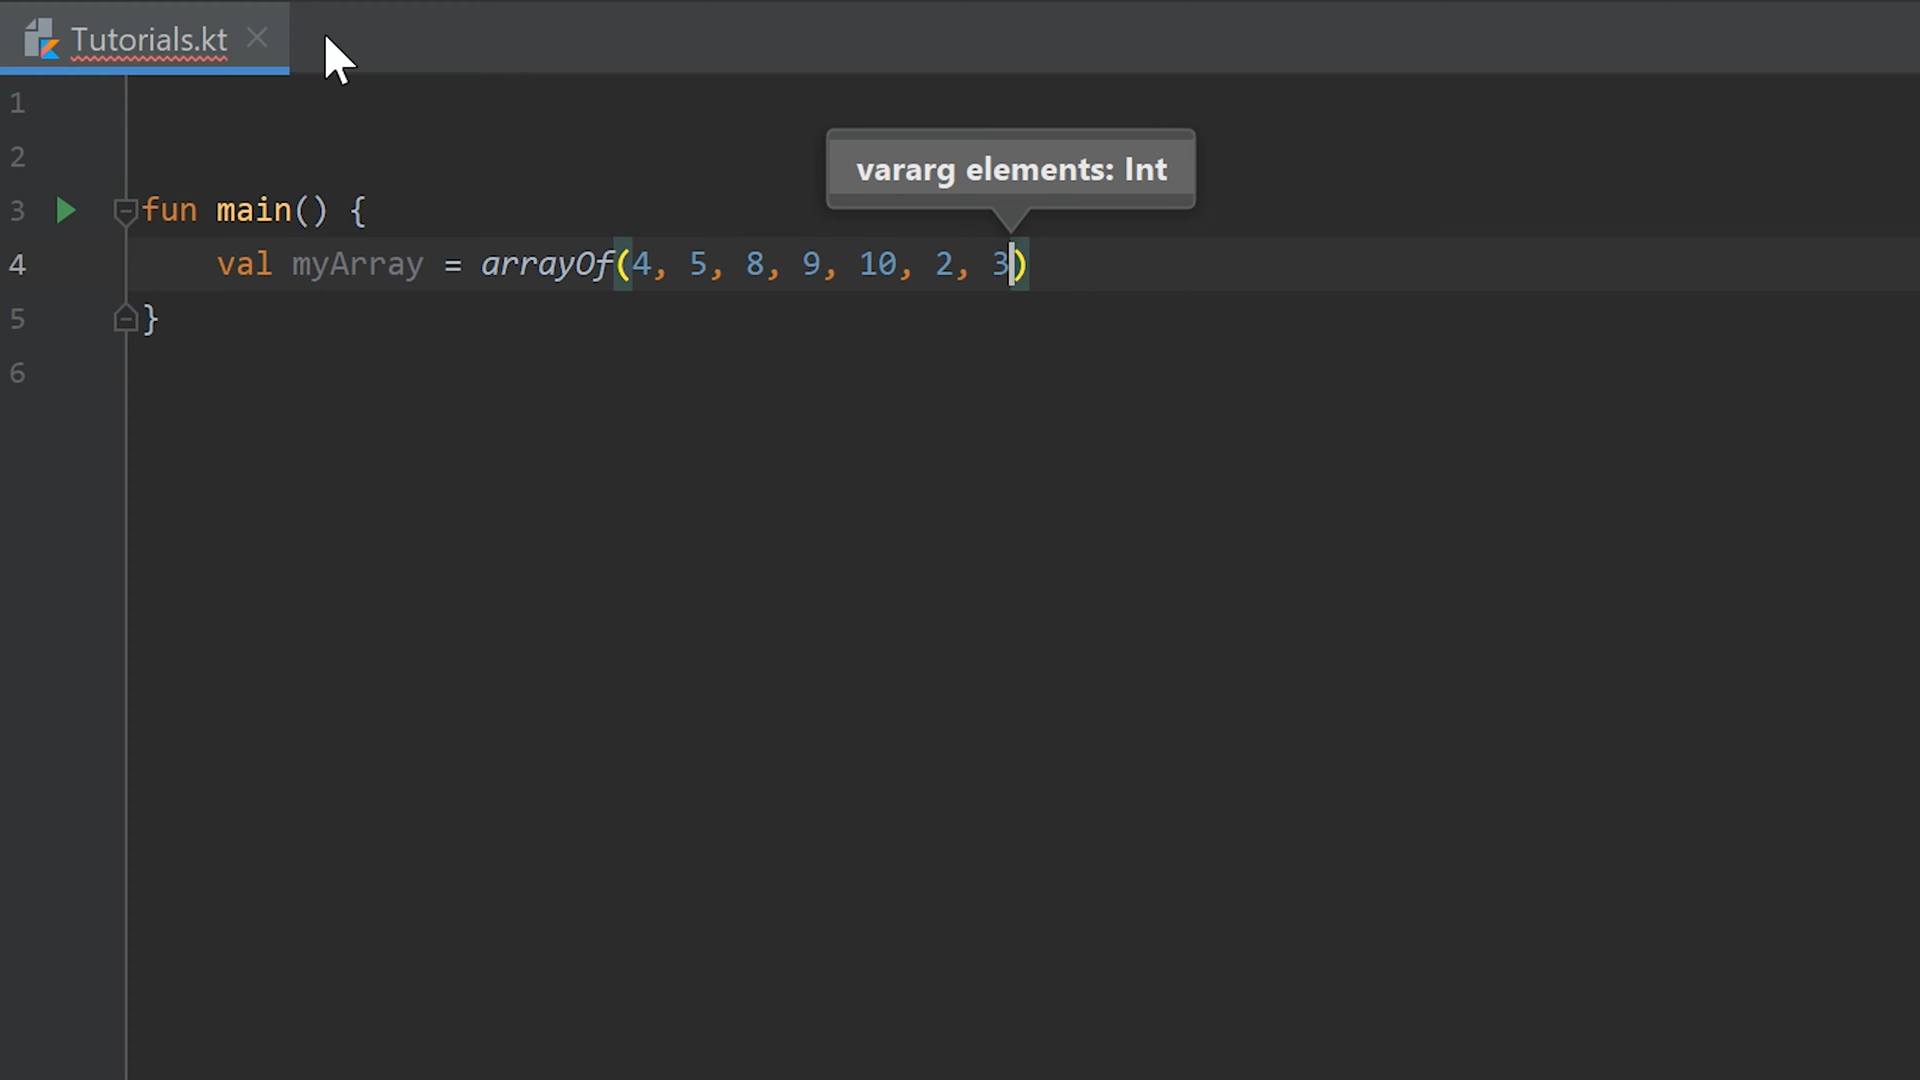 Tutorials.kt
1
2
vararg elements: Int
3 fun main() {
4 val myArray = arrayOf(4, 5, 8, 9, 10, 2, 3)
5 }
6